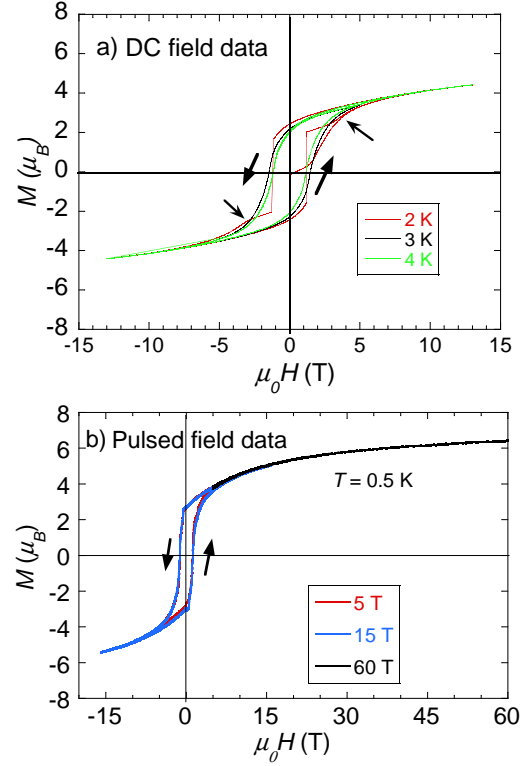 a) DC field data
8
6
4
2
0
-2
-4
-6
-8
M (μB)
2 K
3 K
4 K
-15 -10 -5 0 5 10 15
μ0H (T)
b) Pulsed field data
8
6
4
2
0
-2
-4
-6
-8
M (μB)
T = 0.5 K
5 T
15 T
60 T
-15 0 15 30 45 60
μ0H (T)